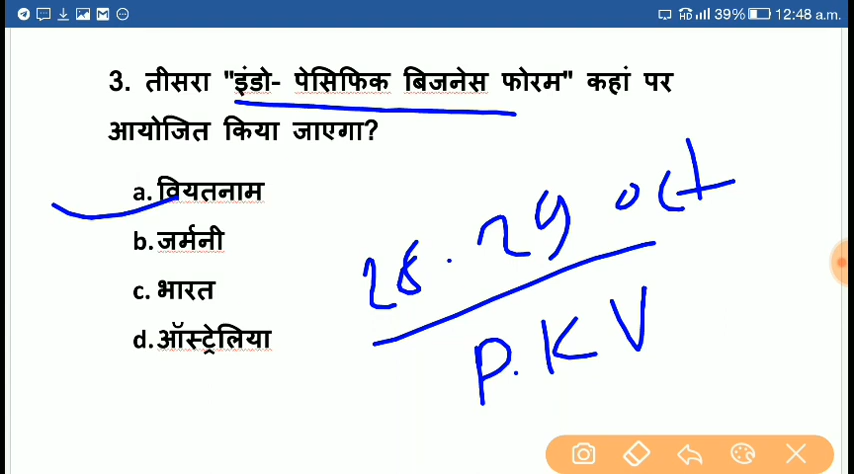 HD 39% 12:48 a.m.
3. तीसरा "इंडो- पेसिफिक बिजनेस फोरम" कहां पर
आयोजित किया जाएगा?
a. वियतनाम
b. जर्मनी
c. भारत
d. ऑस्ट्रेलिया
28. 29 oct
P. K V